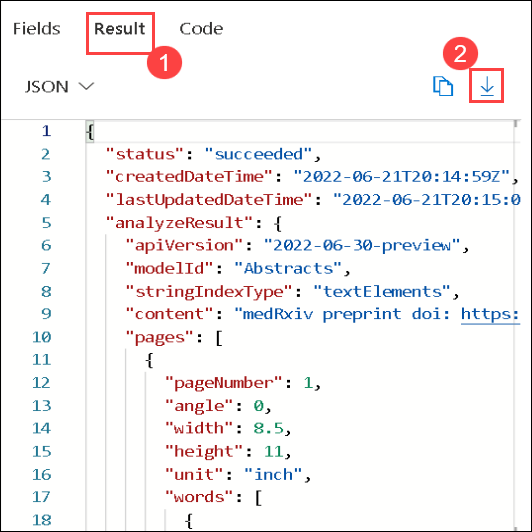 Fields Result Code
1 2
JSON
1 {
2 "status": "succeeded",
3 "createdDateTime": "2022-06-21T20:14:59Z",
4 "lastUpdatedDateTime": "2022-06-21T20:15:0
5 "analyzeResult": {
6 "apiVersion": "2022-06-30-preview",
7 "modelId": "Abstracts",
8 "stringIndexType": "textElements",
9 "content": "medRxiv preprint doi: https:
10 "pages": [
11 {
12 "pageNumber": 1,
13 "angle": 0,
14 "width": 8.5,
15 "height": 11,
16 "unit": "inch",
17 "words": [
18 {